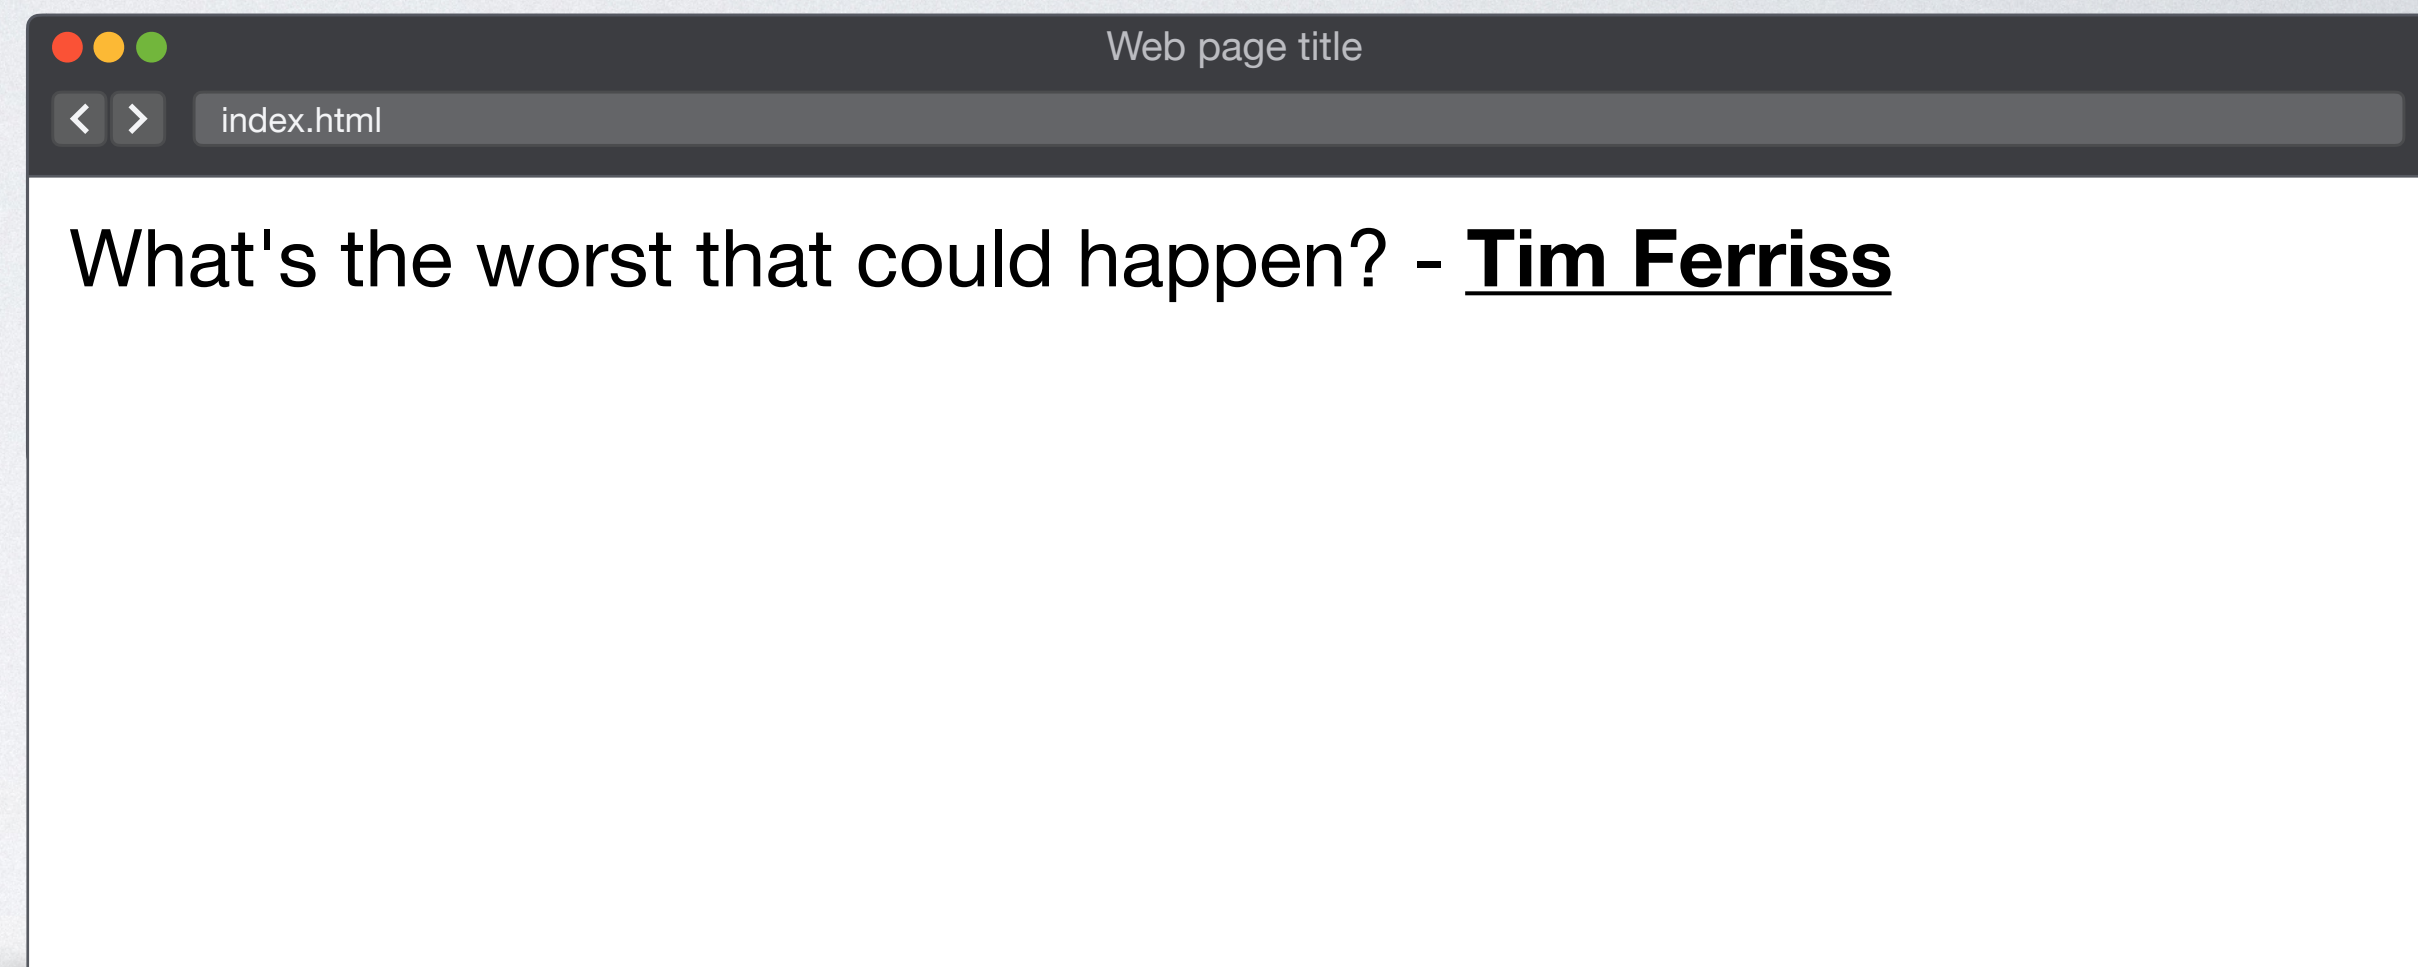 Web page title
index.html
What's the worst that could happen? - Tim Ferriss